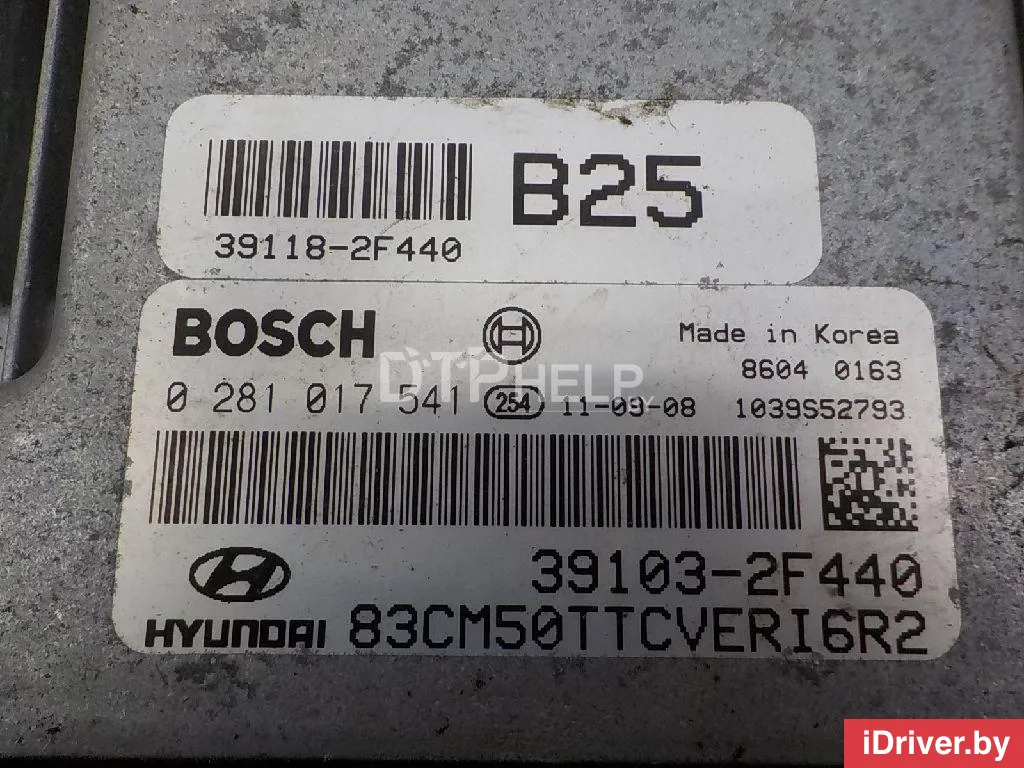 B25
39118-2F440
BOSCH
Made in Korea
8604 0163
DTPHELP
0 281 017 541 254 11-09-08 1039S52793
39103-2F440
HYUNDAI 83CM50TTCVERI6R2
iDriver.by